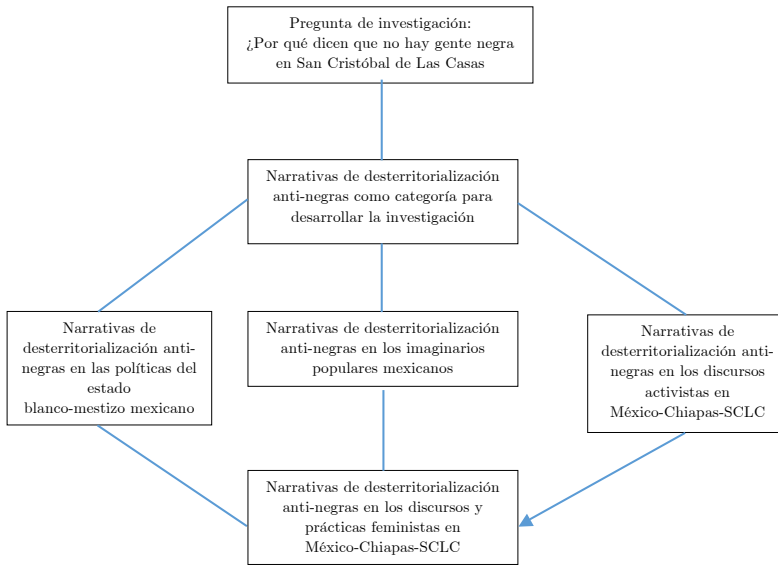 Pregunta de investigación:
¿Por qué dicen que no hay gente negra
en San Cristóbal de Las Casas
Narrativas de desterritorialización
anti-negras como categoría para
desarrollar la investigación
Narrativas de
desterritorialización anti-
negras en las políticas del
estado
blanco-mestizo mexicano
Narrativas de desterritorialización
anti-negras en los imaginarios
populares mexicanos
Narrativas de
desterritorialización anti-
negras en los discursos
activistas en
México-Chiapas-SCLC
Narrativas de desterritorialización
anti-negras en los discursos y
prácticas feministas en
México-Chiapas-SCLC